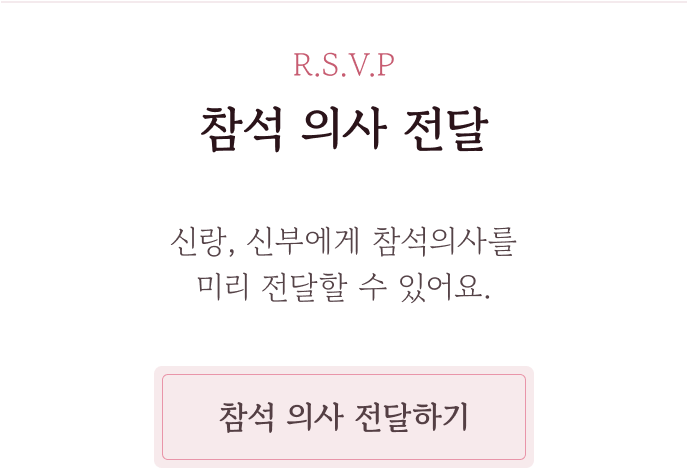 R.S.V.P
참석 의사 전달
신랑, 신부에게 참석의사를
미리 전달할 수 있어요.
참석 의사 전달하기